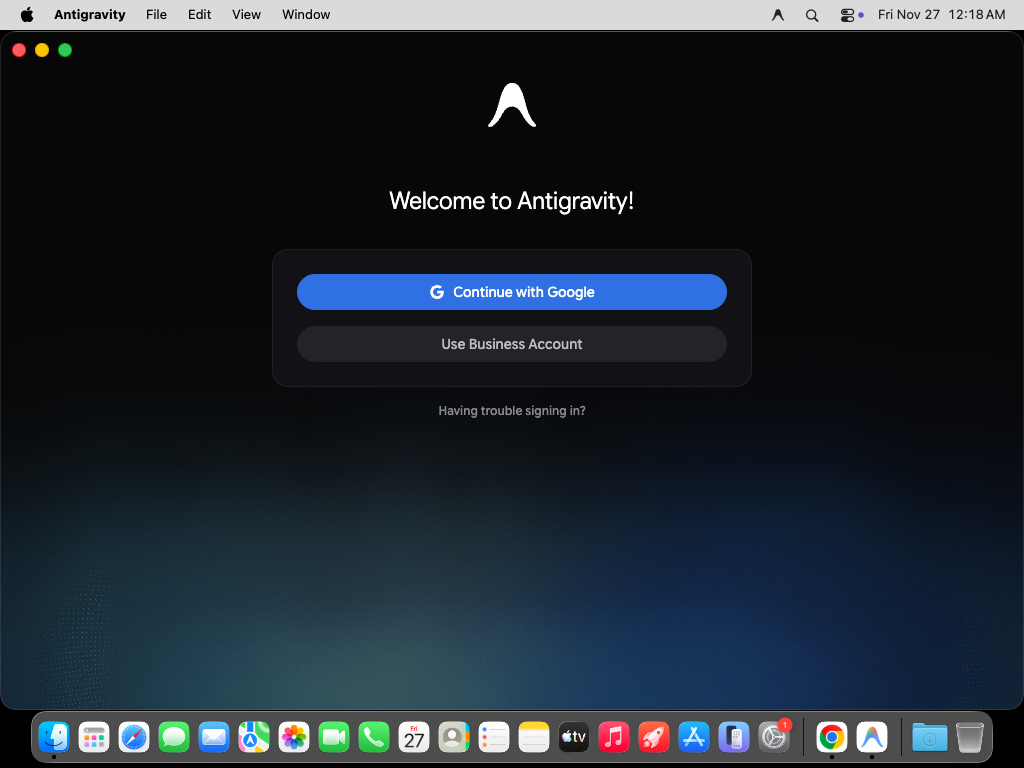 Antigravity File Edit View Window Fri Nov 27 12:18 AM
Welcome to Antigravity!
Continue with Google
Use Business Account
Having trouble signing in?
Fri
27
tv
1